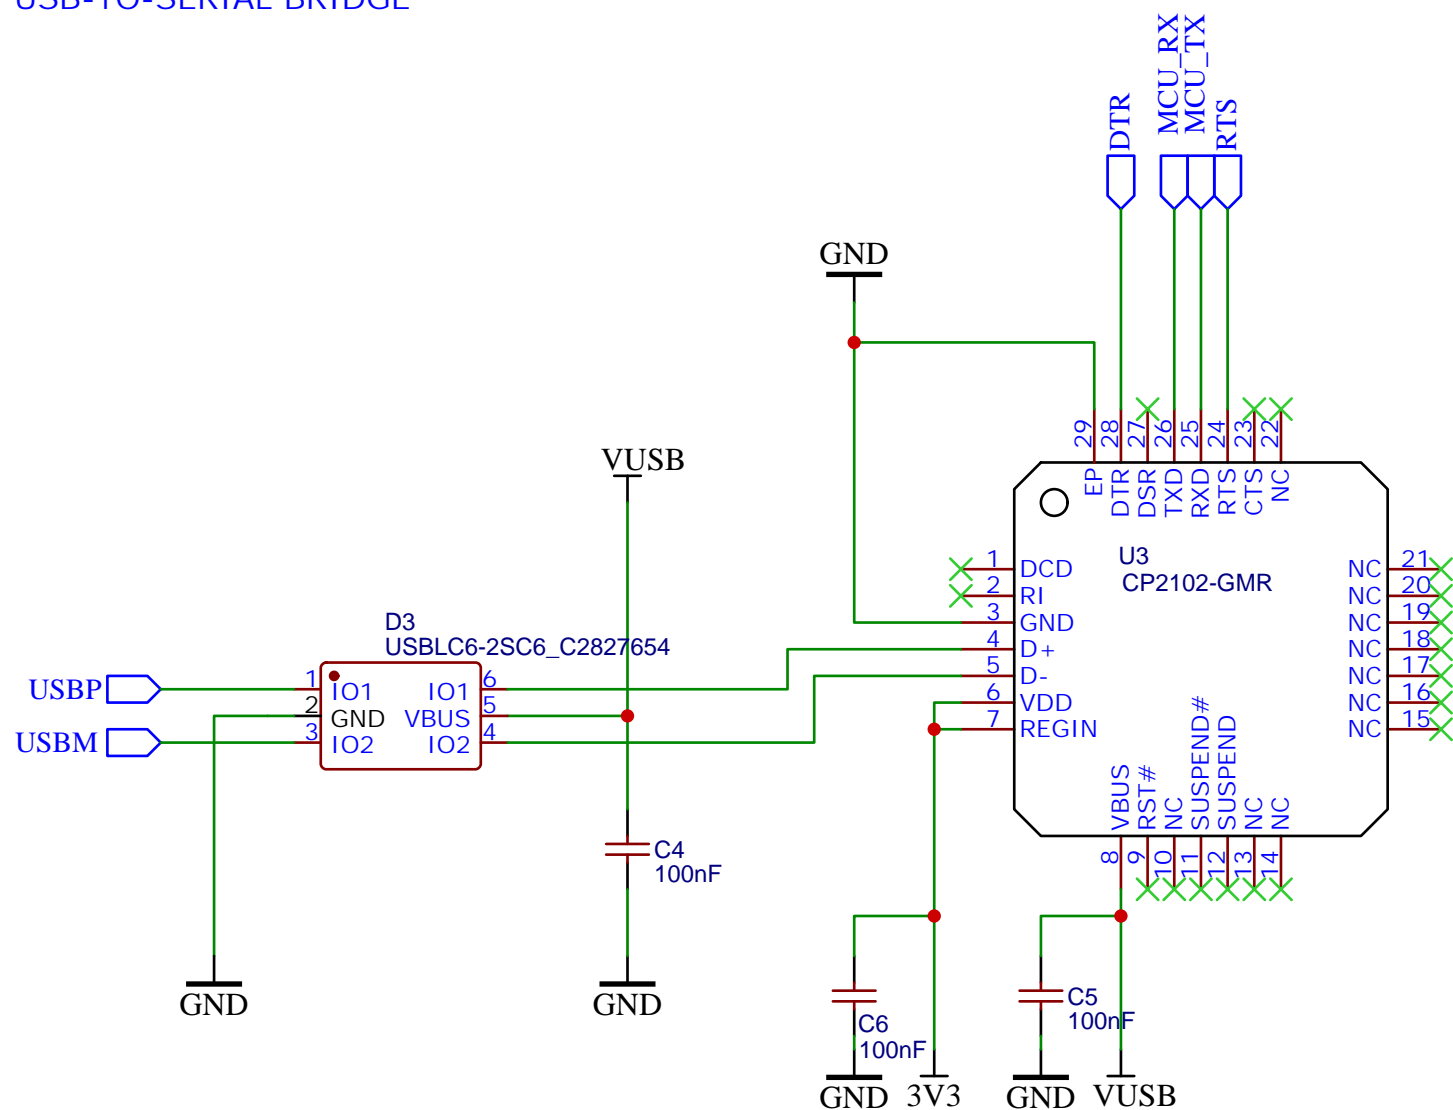 USB-TO-SERIAL BRIDGE
DTR
MCU_RX
MCU_TX
RTS
GND
29
28
27
26
25
24
23
22
EP
DTR
DSR
TXD
RXD
RTS
CTS
NC
VUSB
U3
CP2102-GMR
1 DCD
2 RI
3 GND
4 D+
5 D-
6 VDD
7 REGIN
NC 21
NC 20
NC 19
NC 18
NC 17
NC 16
NC 15
D3
USBLC6-2SC6_C2827654
USBP
USBM
1 IO1
2 GND
3 IO2
IO1 6
VBUS 5
IO2 4
VBUS
RST#
NC
SUSPEND#
SUSPEND
NC
NC
8
9
10
11
12
13
14
C4
100nF
GND
GND
C6
100nF
C5
100nF
GND
3V3
GND
VUSB